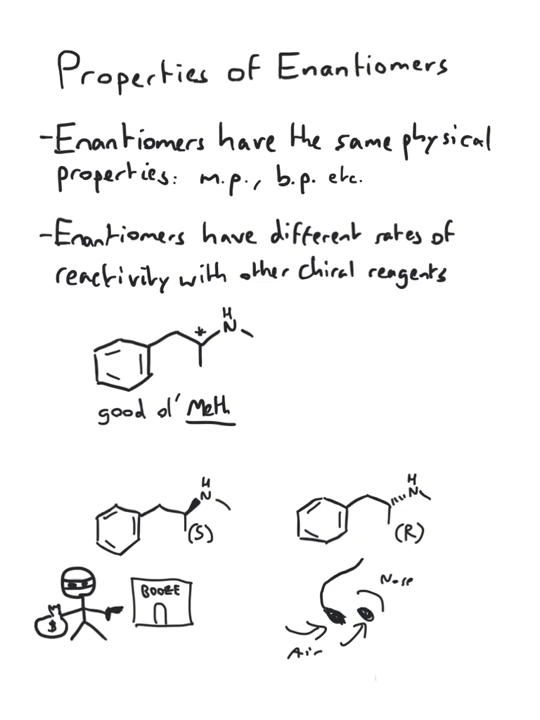 Properties of Enantiomers
-Enantiomers have the same physical
properties: m.p., b.p. etc.
-Enantiomers have different rates of
reactivity with other chiral reagents
*
H
N
good ol' Meth
H
N
(S)
H
N
(R)
$
BOOZE
Nose
Air